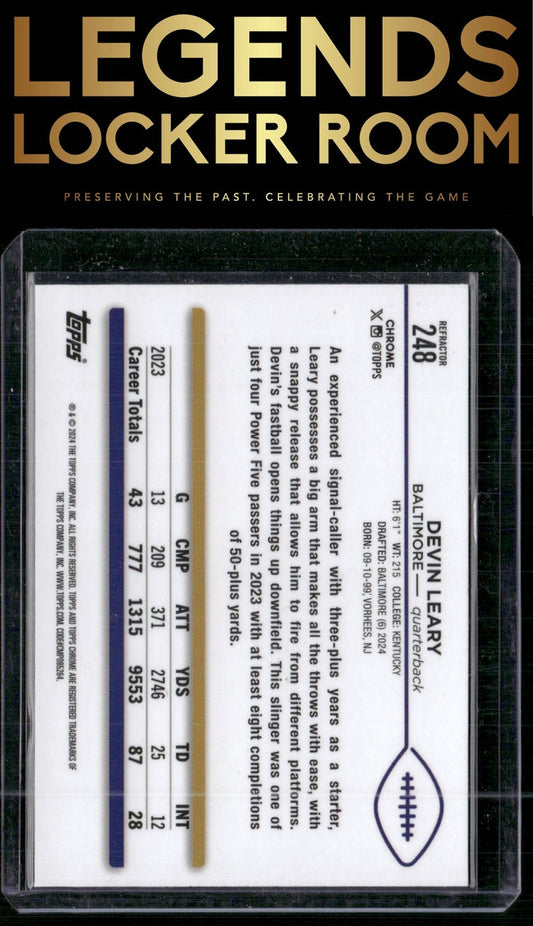 LEGENDS
LOCKER ROOM
PRESERVING THE PAST. CELEBRATING THE GAME
REFRACTOR
248
CHROME
@TOPPS
DEVIN LEARY
BALTIMORE — quarterback
HT: 6'1" WT: 215 COLLEGE: KENTUCKY
DRAFTED: BALTIMORE (6) 2024
BORN: 09-10-99, VORHEES, NJ
An experienced signal-caller with three-plus years as a starter,
Leary possesses a big arm that makes all the throws with ease, with
a snappy release that allows him to fire from different platforms.
Devin's fastball opens things up downfield. This slinger was one of
just four Power Five passers in 2023 with at least eight completions
of 50-plus yards.
G CMP ATT YDS TD INT
2023 13 209 371 2746 25 12
Career Totals 43 777 1315 9553 87 28
topps®
® & © 2024 THE TOPPS COMPANY, INC. ALL RIGHTS RESERVED. TOPPS AND TOPPS CHROME ARE REGISTERED TRADEMARKS OF
THE TOPPS COMPANY, INC. WWW.TOPPS.COM. CODE#CMP086264.